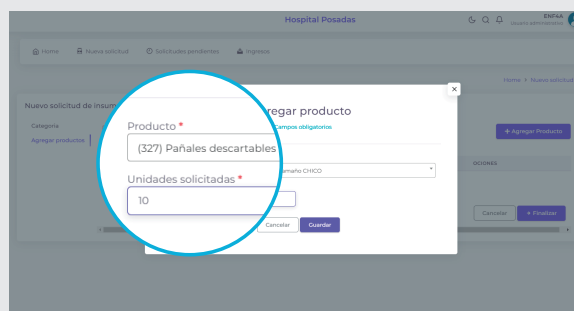 Hospital Posadas
ENF4A
Usuario administrativo
Home
Nueva solicitud
Solicitudes pendientes
Ingresos
Home > Nueva solicitud
Nuevo solicitud de insum
Categoría
Agregar productos
+ Agregar Producto
OCIONES
Cancelar
+ Finalizar
×
regar producto
Campos obligatorios
Producto *
(327) Pañales descartables
amaño CHICO
Unidades solicitadas *
10
Cancelar
Guardar